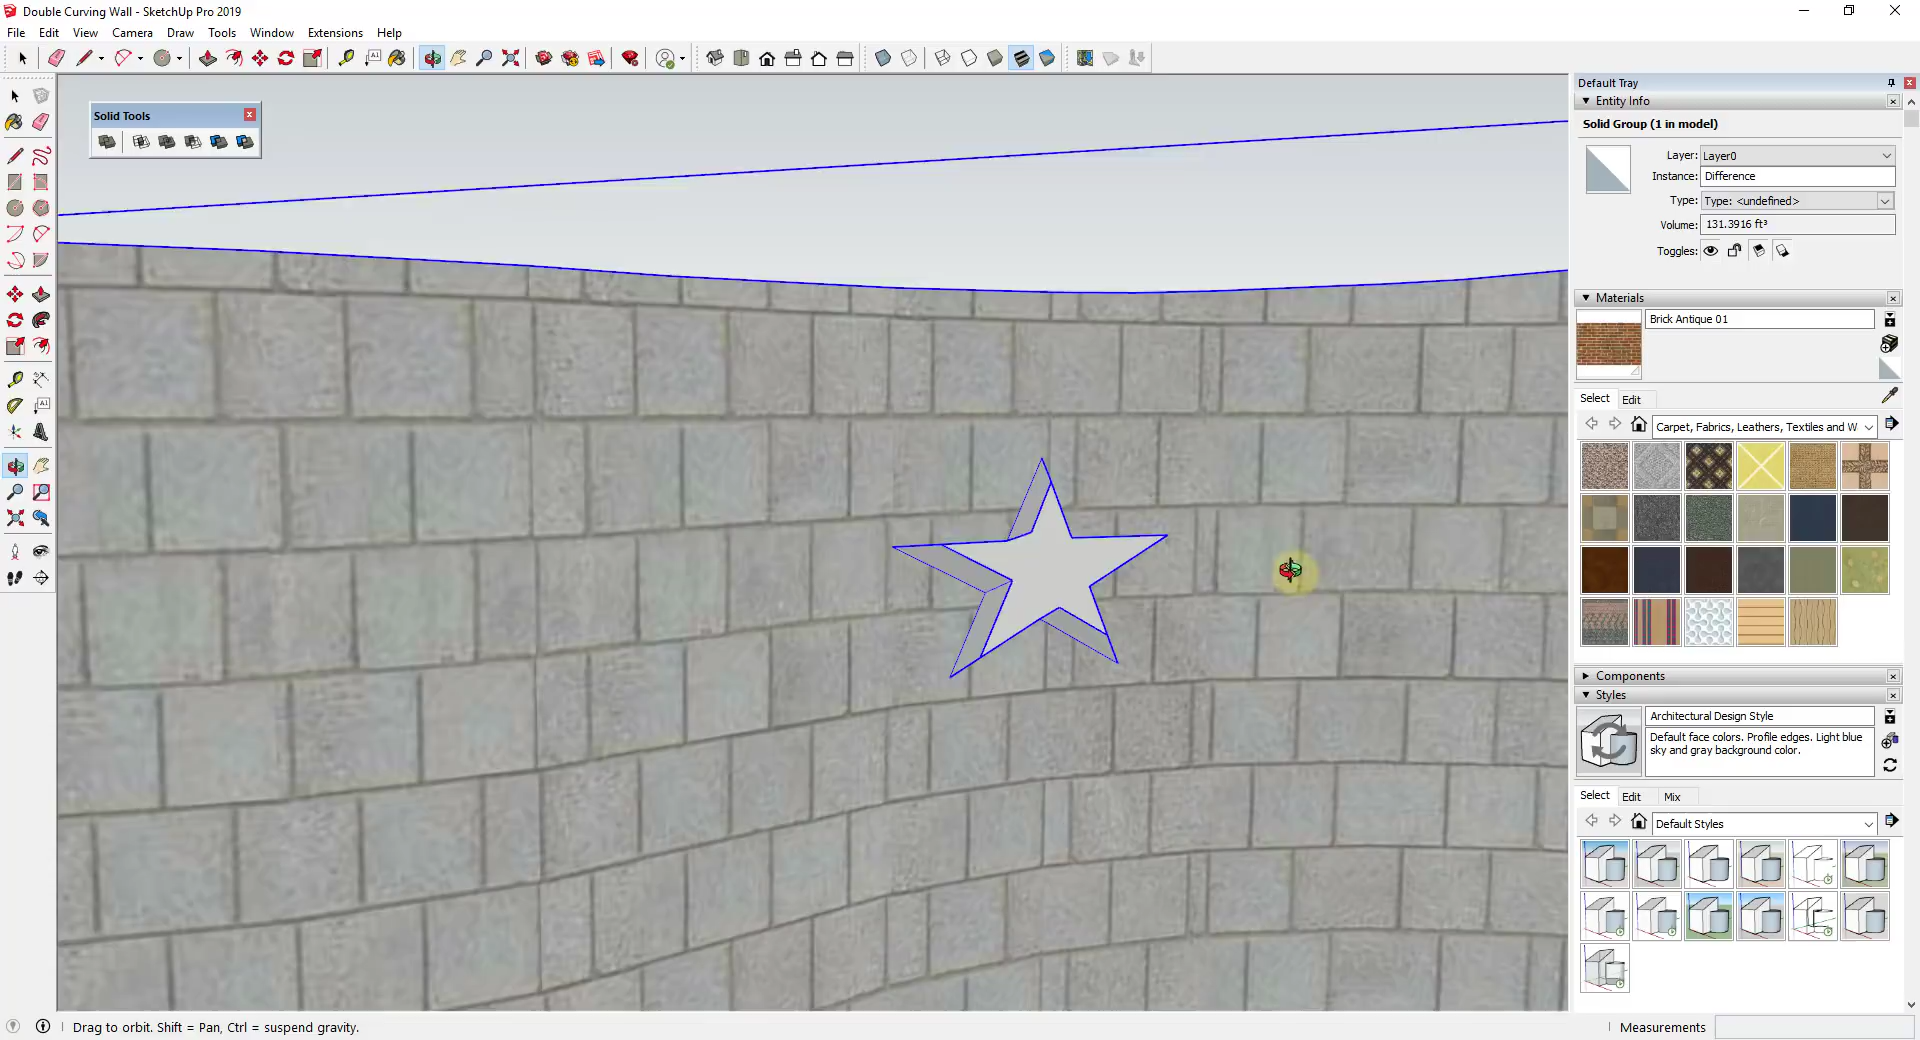 Double Curving Wall - SketchUp Pro 2019
File Edit View Camera Draw Tools Window Extensions Help
Solid Tools
Default Tray
Entity Info
Solid Group (1 in model)
Layer: Layer0
Instance: Difference
Type: Type: <undefined>
Volume: 131.3916 ft³
Toggles:
Materials
Brick Antique 01
Select Edit
Carpet, Fabrics, Leathers, Textiles and W
Components
Styles
Architectural Design Style
Default face colors. Profile edges. Light blue
sky and gray background color.
Select Edit Mix
Default Styles
Drag to orbit. Shift = Pan, Ctrl = suspend gravity.
Measurements